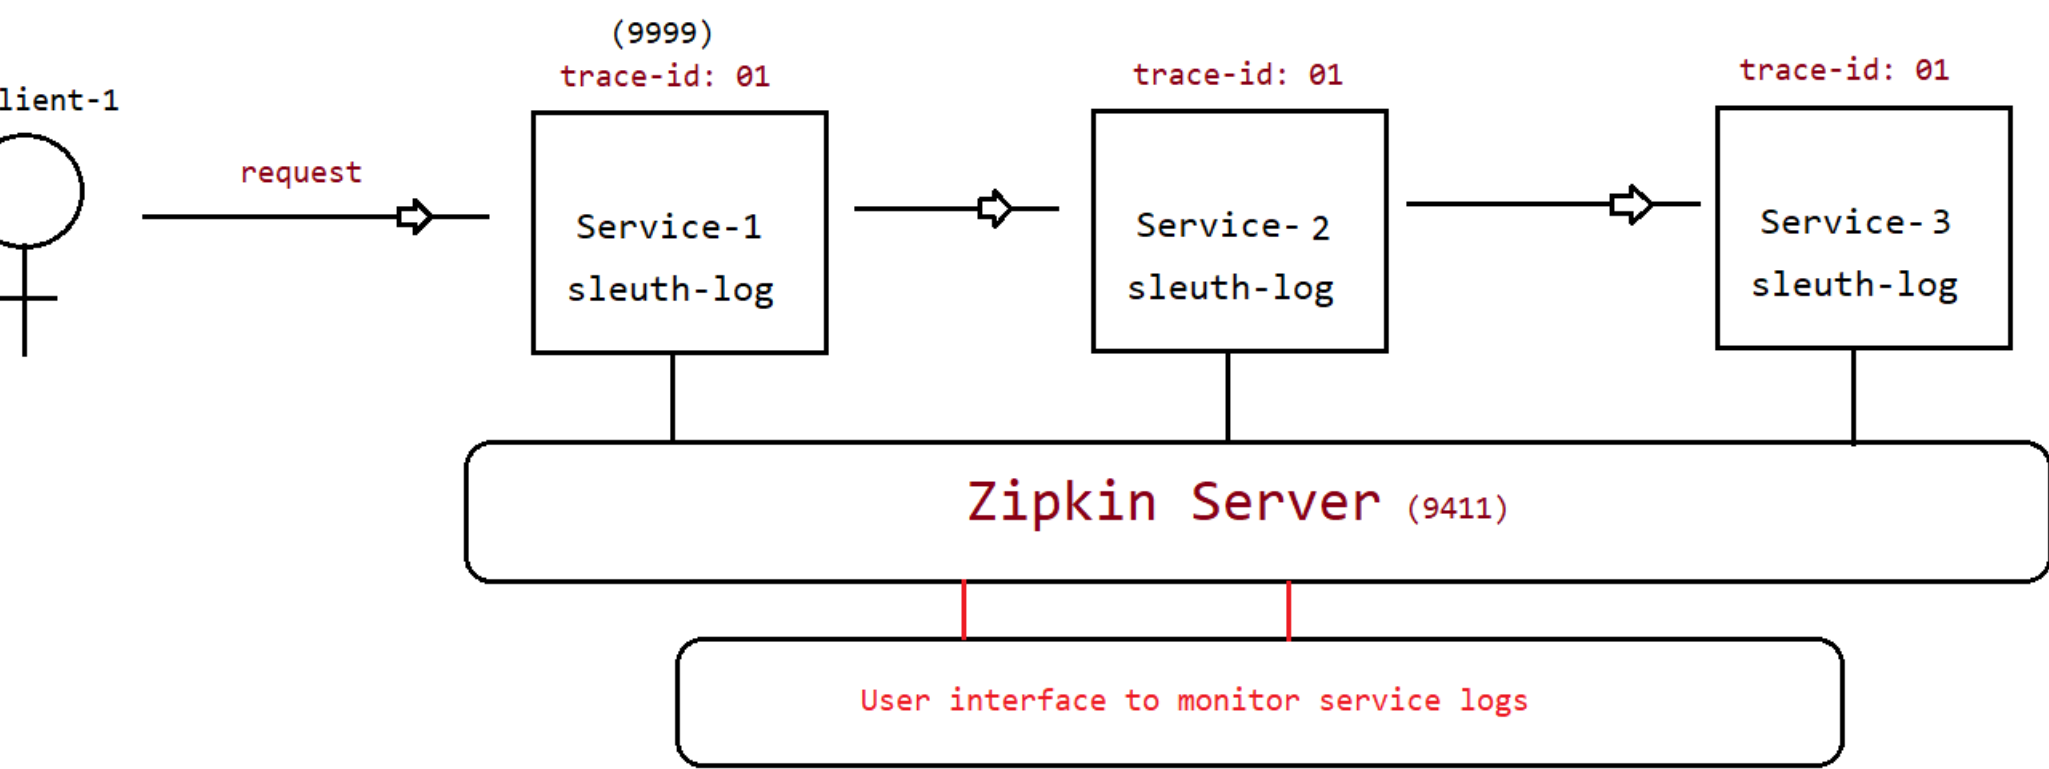 (9999)
trace-id: 01
trace-id: 01
trace-id: 01
lient-1
request
Service-1
sleuth-log
Service-2
sleuth-log
Service-3
sleuth-log
Zipkin Server (9411)
User interface to monitor service logs